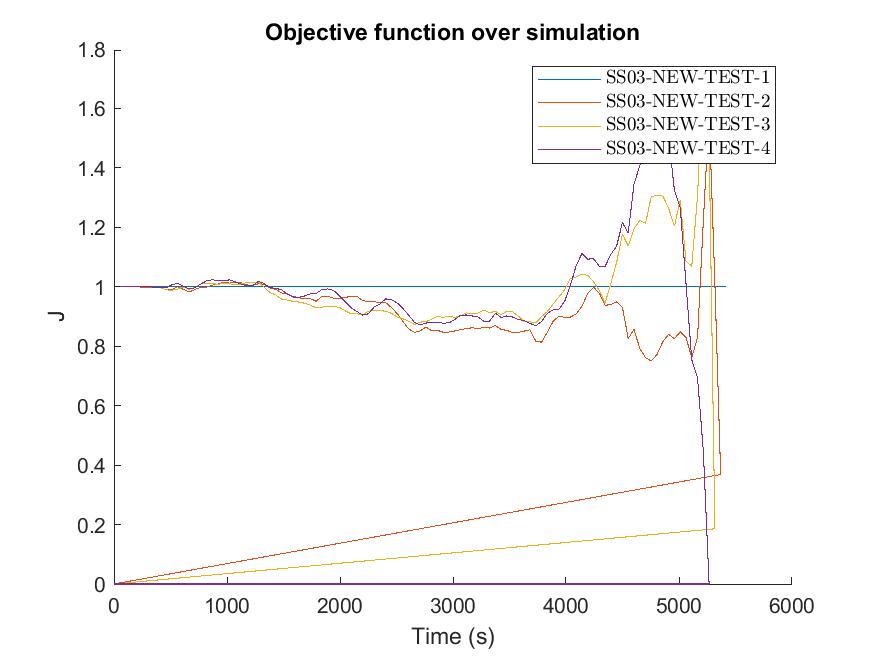 Objective function over simulation
1.8
1.6
1.4
1.2
1
0.8
0.6
0.4
0.2
0
J
SS03-NEW-TEST-1
SS03-NEW-TEST-2
SS03-NEW-TEST-3
SS03-NEW-TEST-4
0 1000 2000 3000 4000 5000 6000
Time (s)